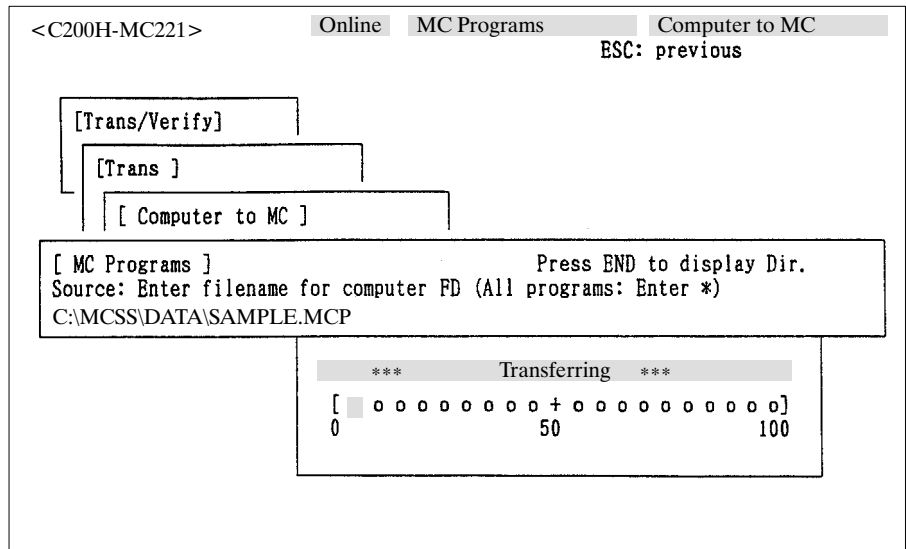 <C200H-MC221> Online MC Programs Computer to MC
ESC: previous
[Trans/Verify]
[Trans ]
[ Computer to MC ]
[ MC Programs ] Press END to display Dir.
Source: Enter filename for computer FD (All programs: Enter *)
C:\MCSS\DATA\SAMPLE.MCP
*** Transferring ***
[ o o o o o o o o + o o o o o o o o o o]
0 50 100